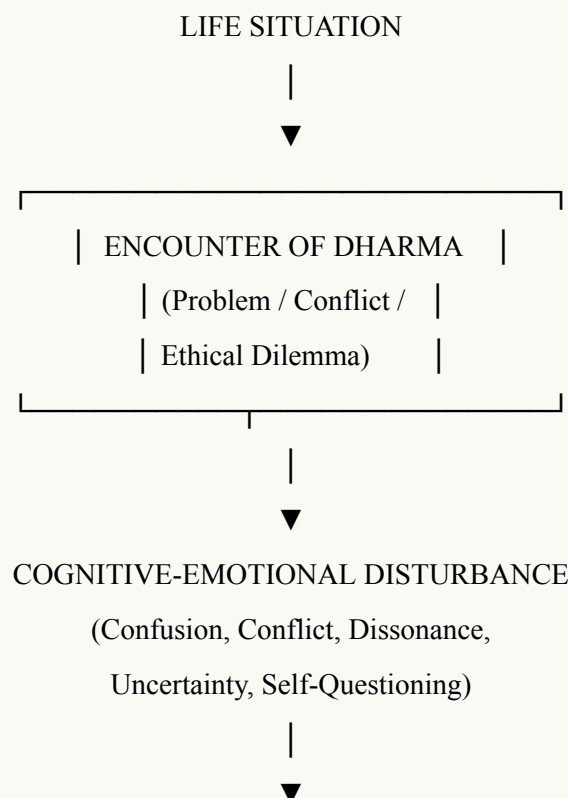 LIFE SITUATION
│
▼
┌──────────────────────────────┐
│ ENCOUNTER OF DHARMA │
│ (Problem / Conflict / │
│ Ethical Dilemma) │
└────────────┬─────────────────┘
│
▼
COGNITIVE-EMOTIONAL DISTURBANCE
(Confusion, Conflict, Dissonance,
Uncertainty, Self-Questioning)
│
▼